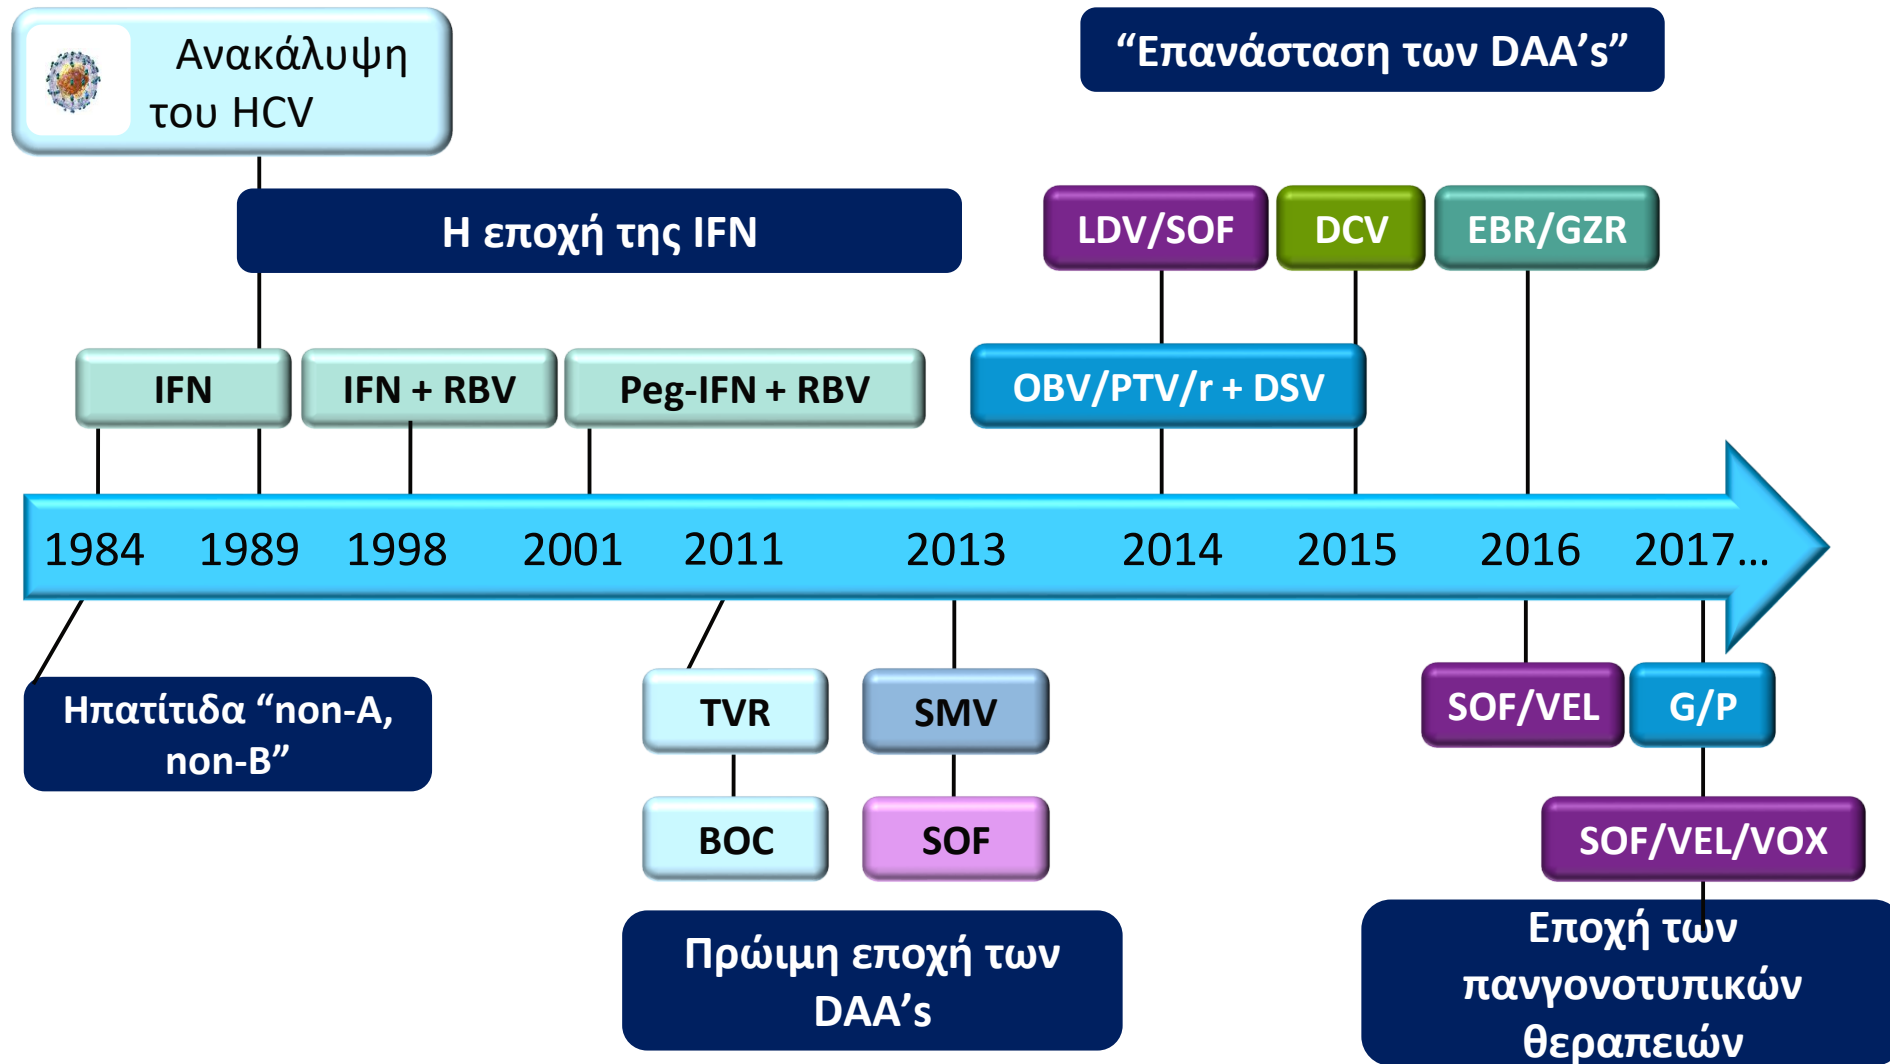 Ανακάλυψη
του HCV
“Επανάσταση των DAA’s”
Η εποχή της IFN
LDV/SOF
DCV
EBR/GZR
IFN
IFN + RBV
Peg-IFN + RBV
OBV/PTV/r + DSV
1984
1989
1998
2001
2011
2013
2014
2015
2016
2017...
Ηπατίτιδα “non-A,
non-B”
TVR
SMV
SOF/VEL
G/P
BOC
SOF
SOF/VEL/VOX
Πρώιμη εποχή των
DAA’s
Εποχή των
πανγονοτυπικών
θεραπειών